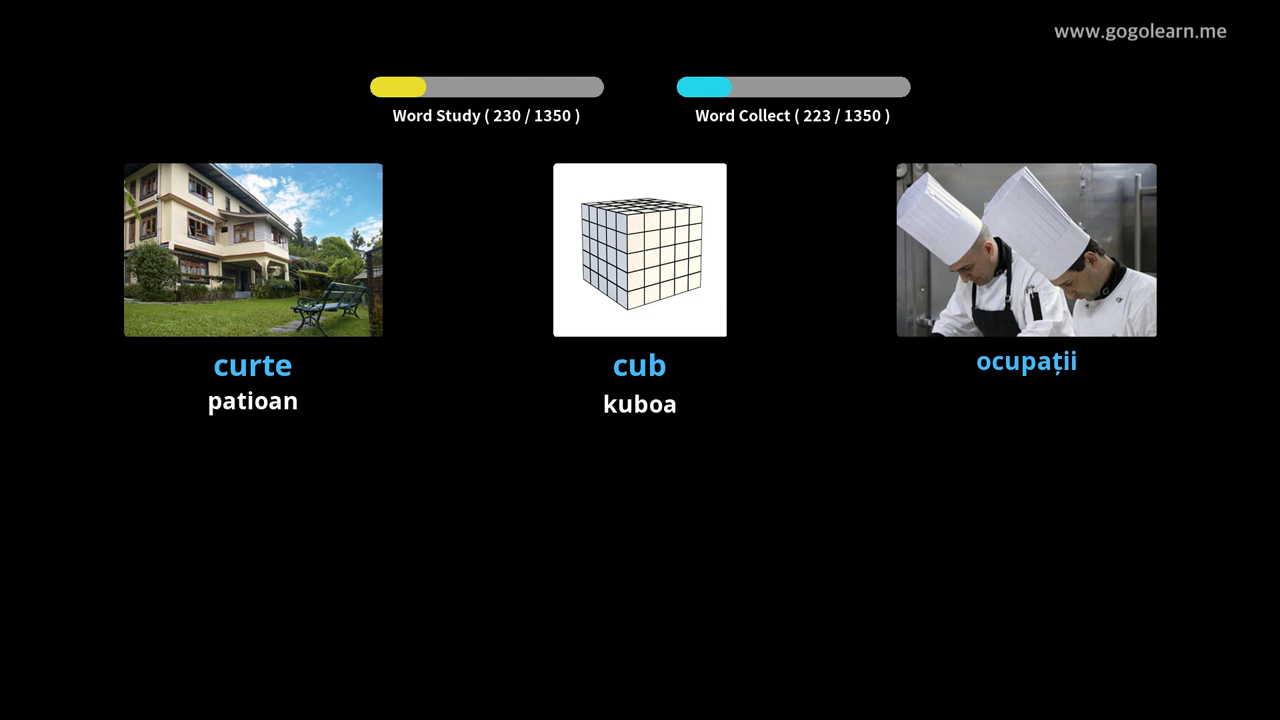 www.gogolearn.me
Word Study ( 230 / 1350 )
Word Collect ( 223 / 1350 )
curte
cub
ocupații
patioan
kuboa